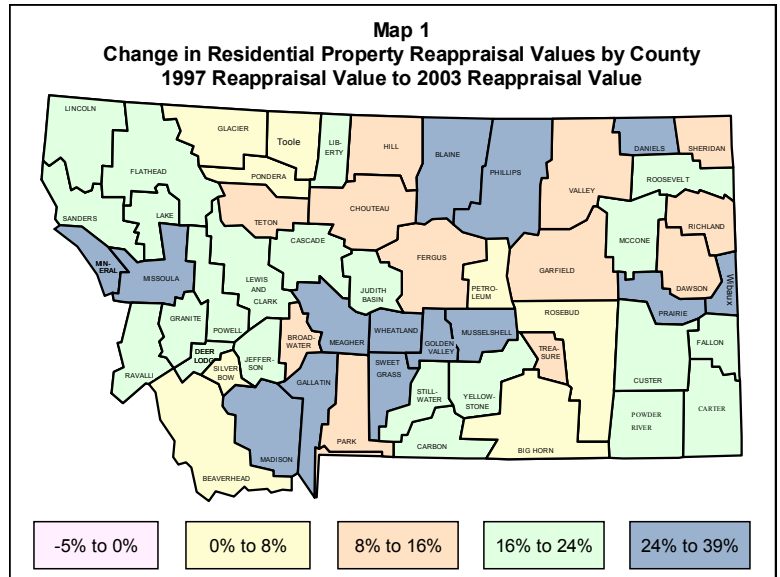 Map 1
Change in Residential Property Reappraisal Values by County
1997 Reappraisal Value to 2003 Reappraisal Value
LINCOLN
GLACIER
Toole
LIB-
ERTY
HILL
BLAINE
PHILLIPS
DANIELS
SHERIDAN
FLATHEAD
PONDERA
VALLEY
ROOSEVELT
SANDERS
LAKE
TETON
CHOUTEAU
RICHLAND
CASCADE
MCCONE
MIN-
ERAL
MISSOULA
LEWIS
AND
CLARK
JUDITH
BASIN
FERGUS
PETRO-
LEUM
GARFIELD
DAWSON
Wibaux
PRAIRIE
GRANITE
POWELL
BROAD-
WATER
MEAGHER
WHEATLAND
GOLDEN
VALLEY
MUSSELSHELL
ROSEBUD
TREA-
SURE
FALLON
RAVALLI
DEER
LODGE
SILVER
BOW
JEFFER-
SON
GALLATIN
SWEET
GRASS
STILL-
WATER
YELLOW-
STONE
CUSTER
POWDER
RIVER
CARTER
MADISON
PARK
CARBON
BIG HORN
BEAVERHEAD
-5% to 0%
0% to 8%
8% to 16%
16% to 24%
24% to 39%